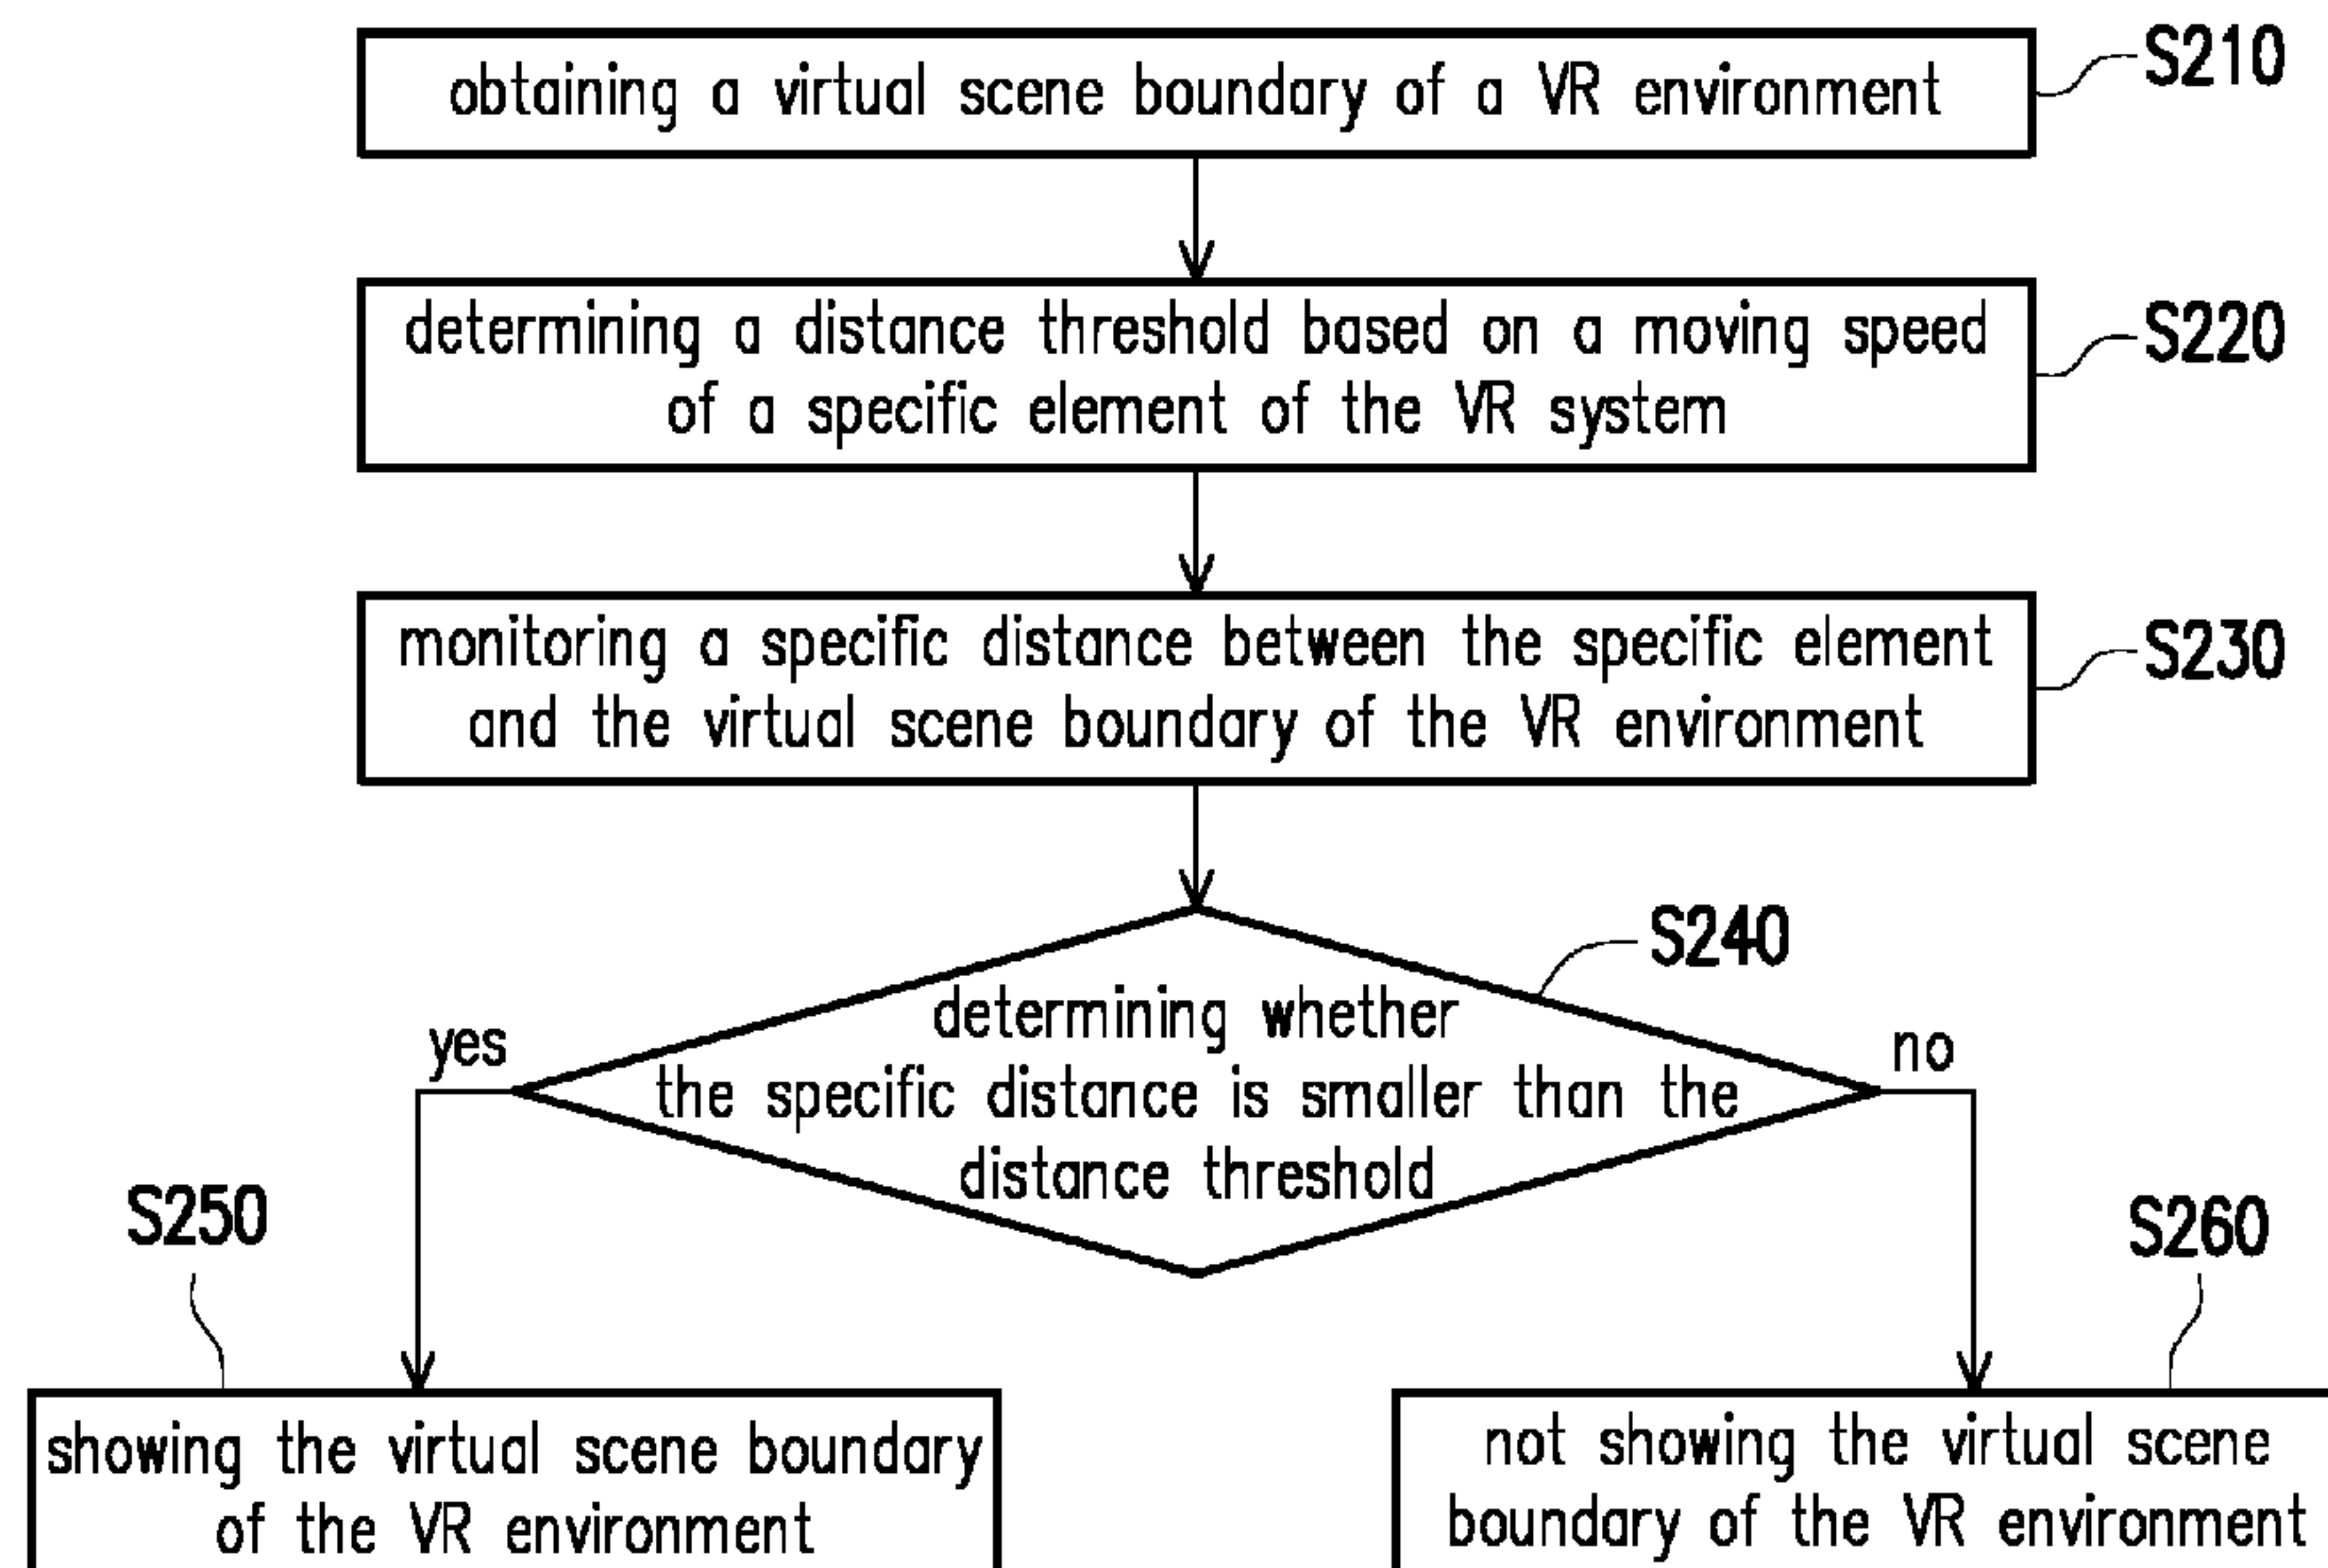 obtaining a virtual scene boundary of a VR environment
S210
determining a distance threshold based on a moving speed
of a specific element of the VR system
S220
monitoring a specific distance between the specific element
and the virtual scene boundary of the VR environment
S230
determining whether
the specific distance is smaller than the
distance threshold
S240
yes
no
S250
showing the virtual scene boundary
of the VR environment
S260
not showing the virtual scene
boundary of the VR environment